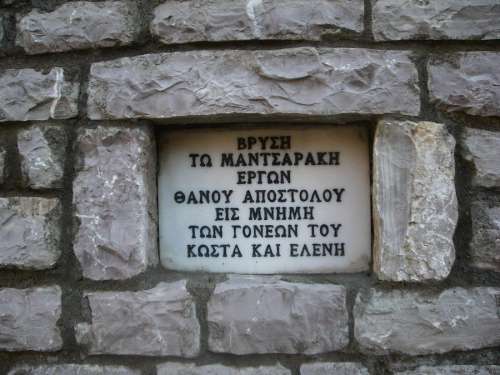 ΒΡΥΣΗ
ΤΩ ΜΑΝΤΣΑΡΑΚΗ
ΕΡΓΩΝ
ΘΑΝΟΥ ΑΠΟΣΤΟΛΟΥ
ΕΙΣ ΜΝΗΜΗ
ΤΩΝ ΓΟΝΕΩΝ ΤΟΥ
ΚΩΣΤΑ ΚΑΙ ΕΛΕΝΗ